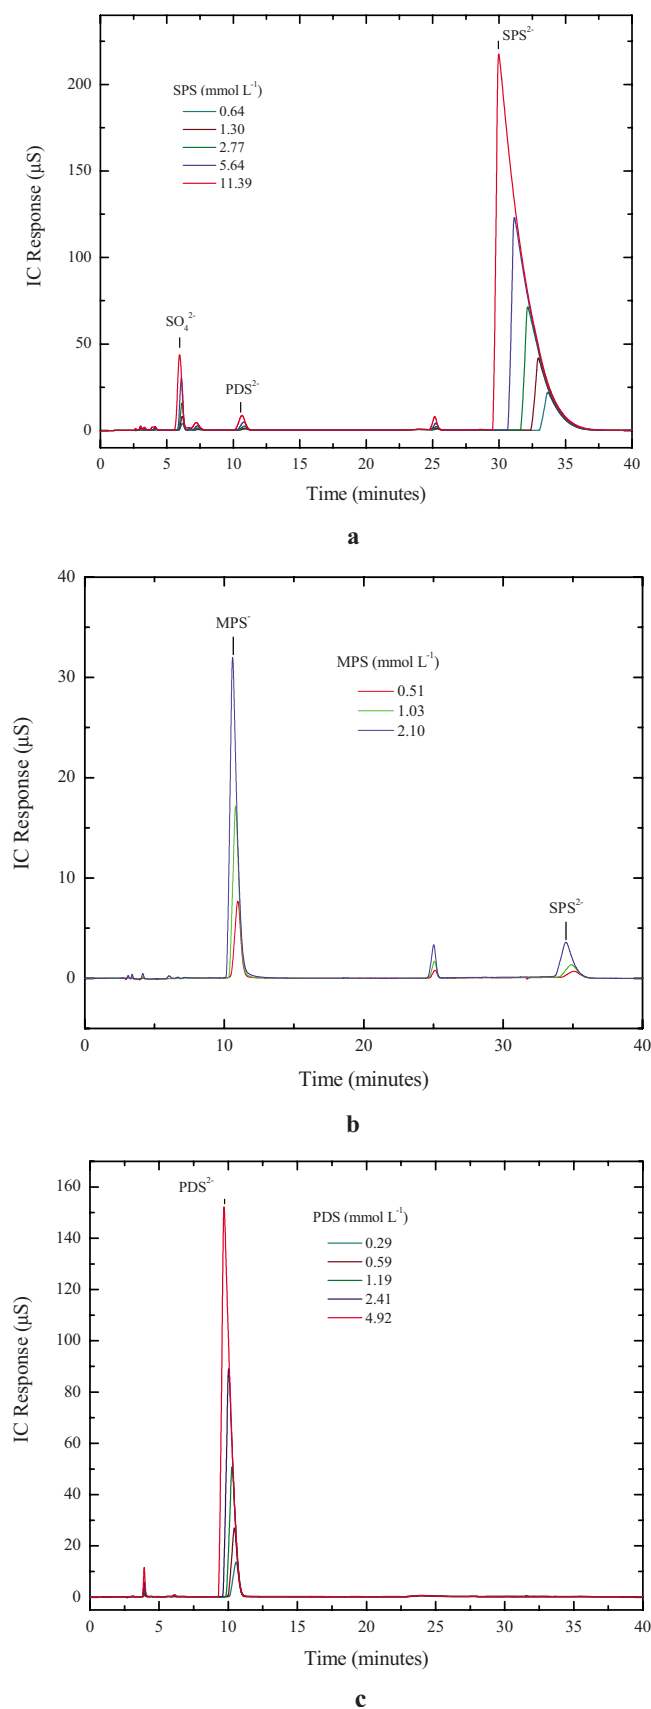 SPS²⁻
SPS (mmol L⁻¹)
0.64
1.30
2.77
5.64
11.39
SO₄²⁻
PDS²⁻
IC Response (µS)
200
150
100
50
0
0 5 10 15 20 25 30 35 40
Time (minutes)
a
MPS⁻
MPS (mmol L⁻¹)
0.51
1.03
2.10
SPS²⁻
IC Response (µS)
40
30
20
10
0
0 10 20 30 40
Time (minutes)
b
PDS²⁻
PDS (mmol L⁻¹)
0.29
0.59
1.19
2.41
4.92
IC Response (µS)
160
140
120
100
80
60
40
20
0
0 5 10 15 20 25 30 35 40
Time (minutes)
c